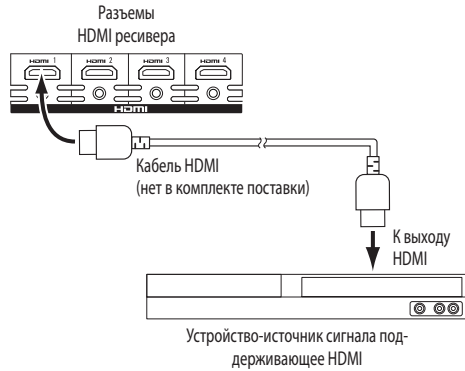 Разъемы
HDMI ресивера
HDMI 1 HDMI 2 HDMI 3 HDMI 4
HDMI
Кабель HDMI
(нет в комплекте поставки)
К выходу
HDMI
Устройство-источник сигнала под-
держивающее HDMI